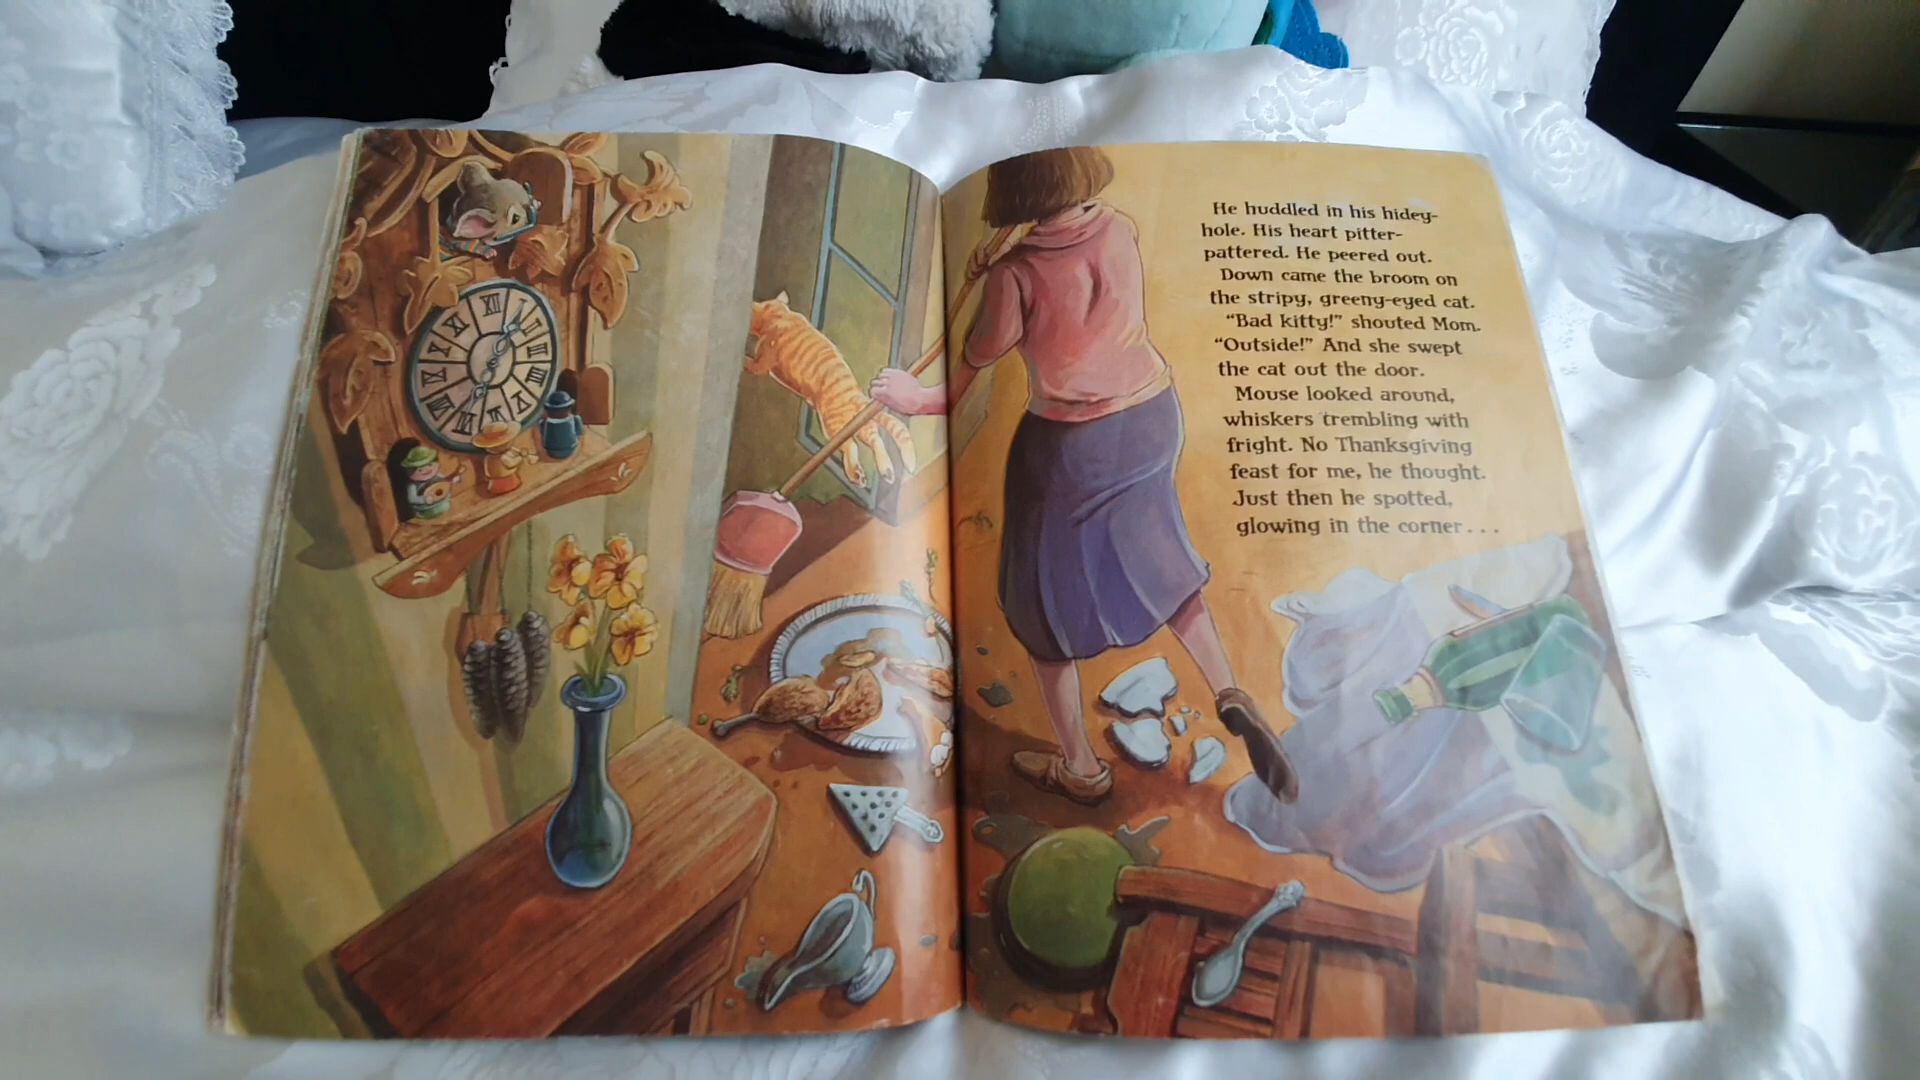 He huddled in his hidey-
hole. His heart pitter-
pattered. He peered out.
Down came the broom on
the stripy, greeny-eyed cat.
"Bad kitty!" shouted Mom.
"Outside!" And she swept
the cat out the door.
Mouse looked around,
whiskers trembling with
fright. No Thanksgiving
feast for me, he thought.
Just then he spotted,
glowing in the corner . . .